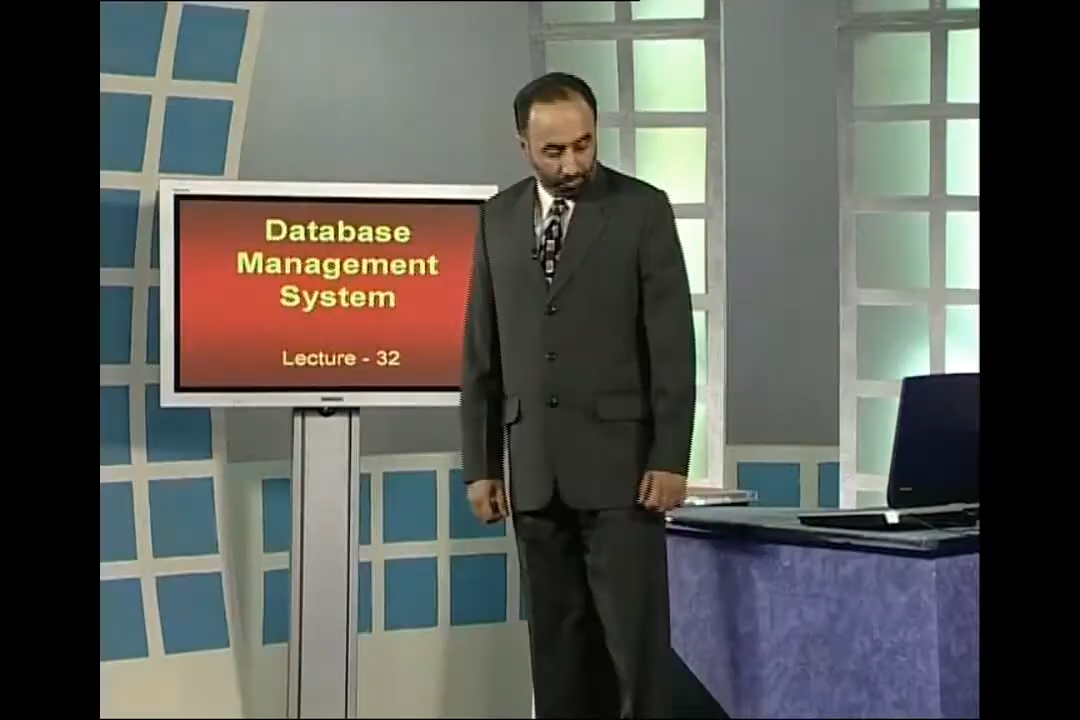 Database
Management
System
Lecture - 32